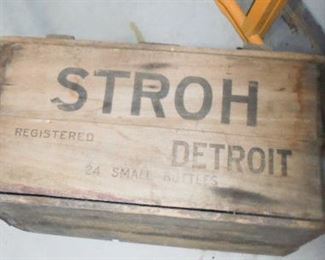 STROH
REGISTERED
DETROIT
24 SMALL BOTTLES